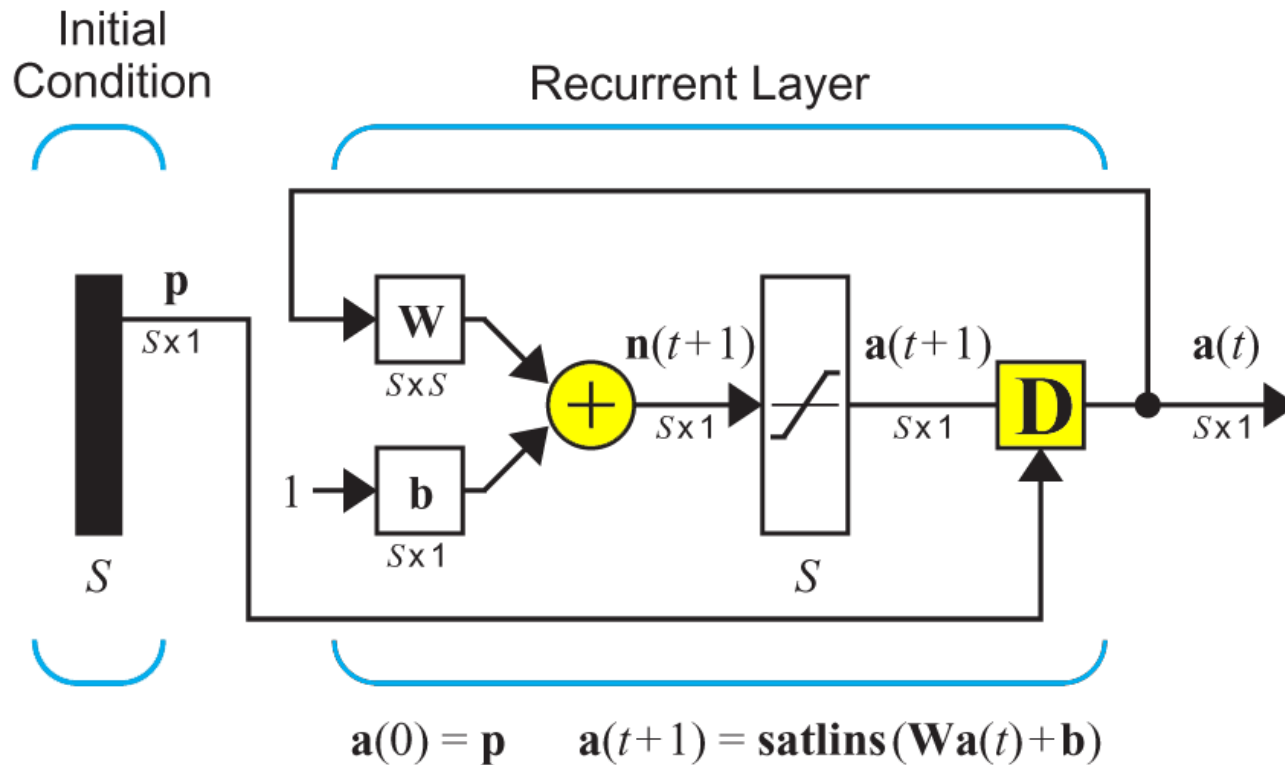 Initial
Condition
Recurrent Layer
p
S x 1
W
S x S
n(t+1)
S x 1
a(t+1)
S x 1
D
a(t)
S x 1
1
b
S x 1
S
S
a(0) = p a(t+1) = satlins(Wa(t)+b)